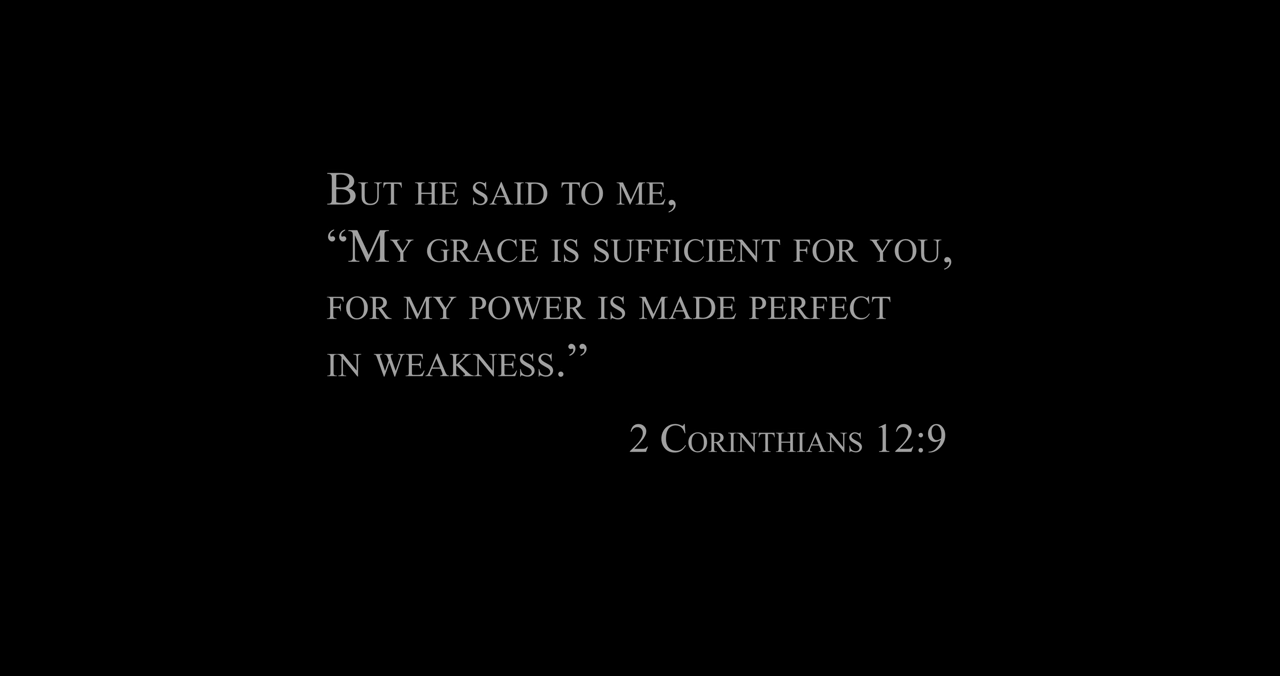 But he said to me,
“My grace is sufficient for you,
for my power is made perfect
in weakness.”
2 Corinthians 12:9